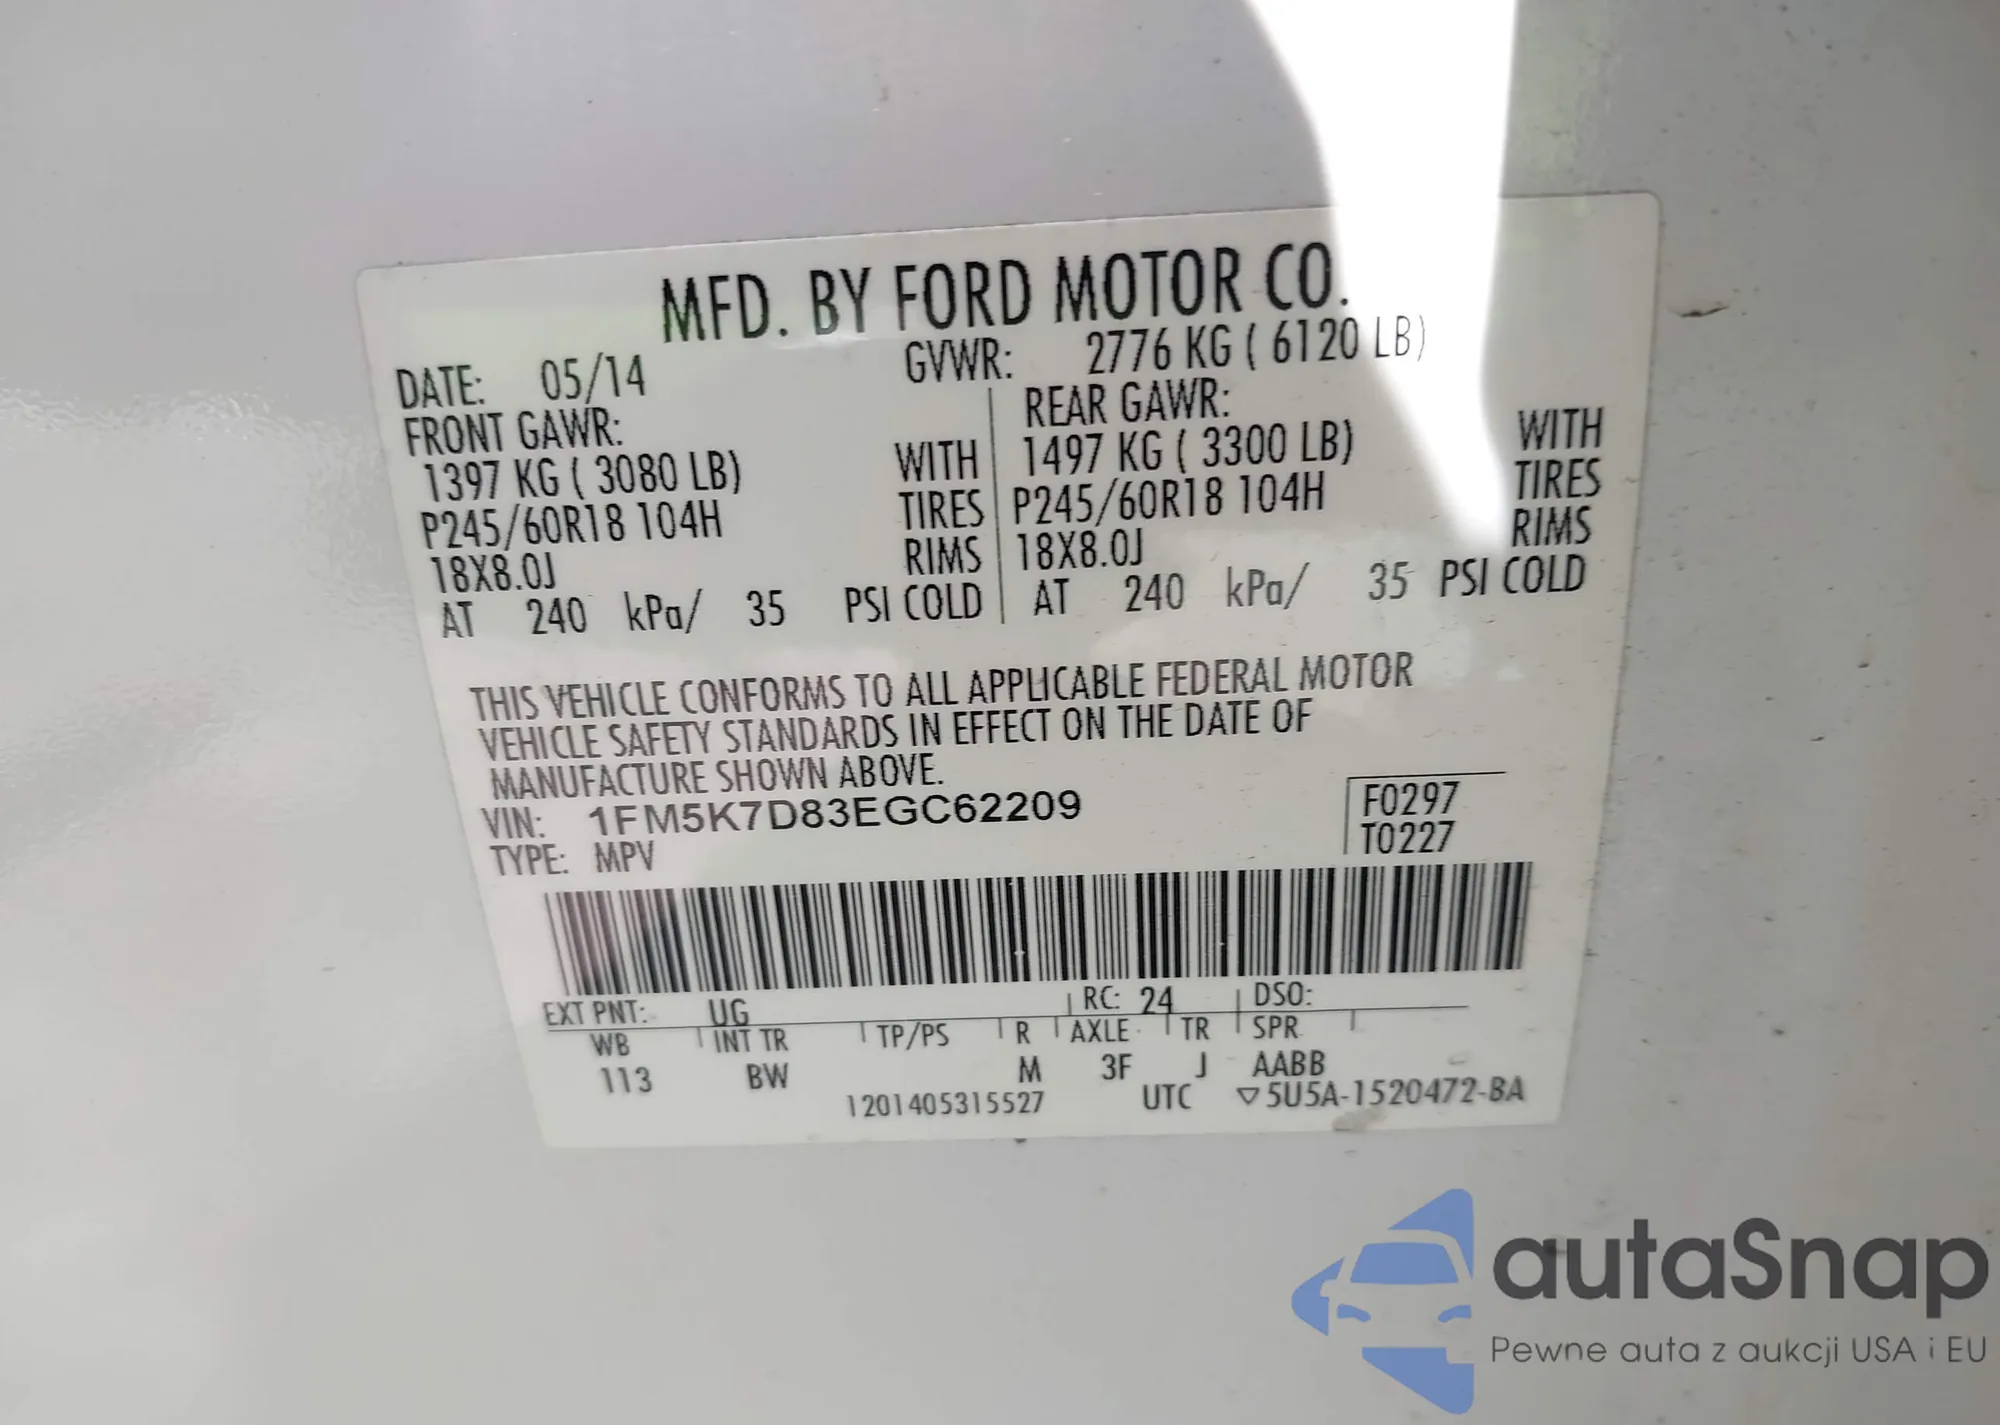 MFD. BY FORD MOTOR CO.
DATE: 05/14 GVWR: 2776 KG ( 6120 LB)
FRONT GAWR: REAR GAWR:
1397 KG ( 3080 LB) WITH 1497 KG ( 3300 LB) WITH
P245/60R18 104H TIRES P245/60R18 104H TIRES
18X8.0J RIMS 18X8.0J RIMS
AT 240 kPa/ 35 PSI COLD AT 240 kPa/ 35 PSI COLD
THIS VEHICLE CONFORMS TO ALL APPLICABLE FEDERAL MOTOR
VEHICLE SAFETY STANDARDS IN EFFECT ON THE DATE OF
MANUFACTURE SHOWN ABOVE.
VIN: 1FM5K7D83EGC62209 F0297
TYPE: MPV T0227
EXT PNT: UG RC: 24 DSO:
WB INT TR TP/PS R AXLE TR SPR
113 BW M 3F J AABB
1201405315527 UTC ▽5U5A-1520472-BA
autaSnap
Pewne auta z aukcji USA i EU